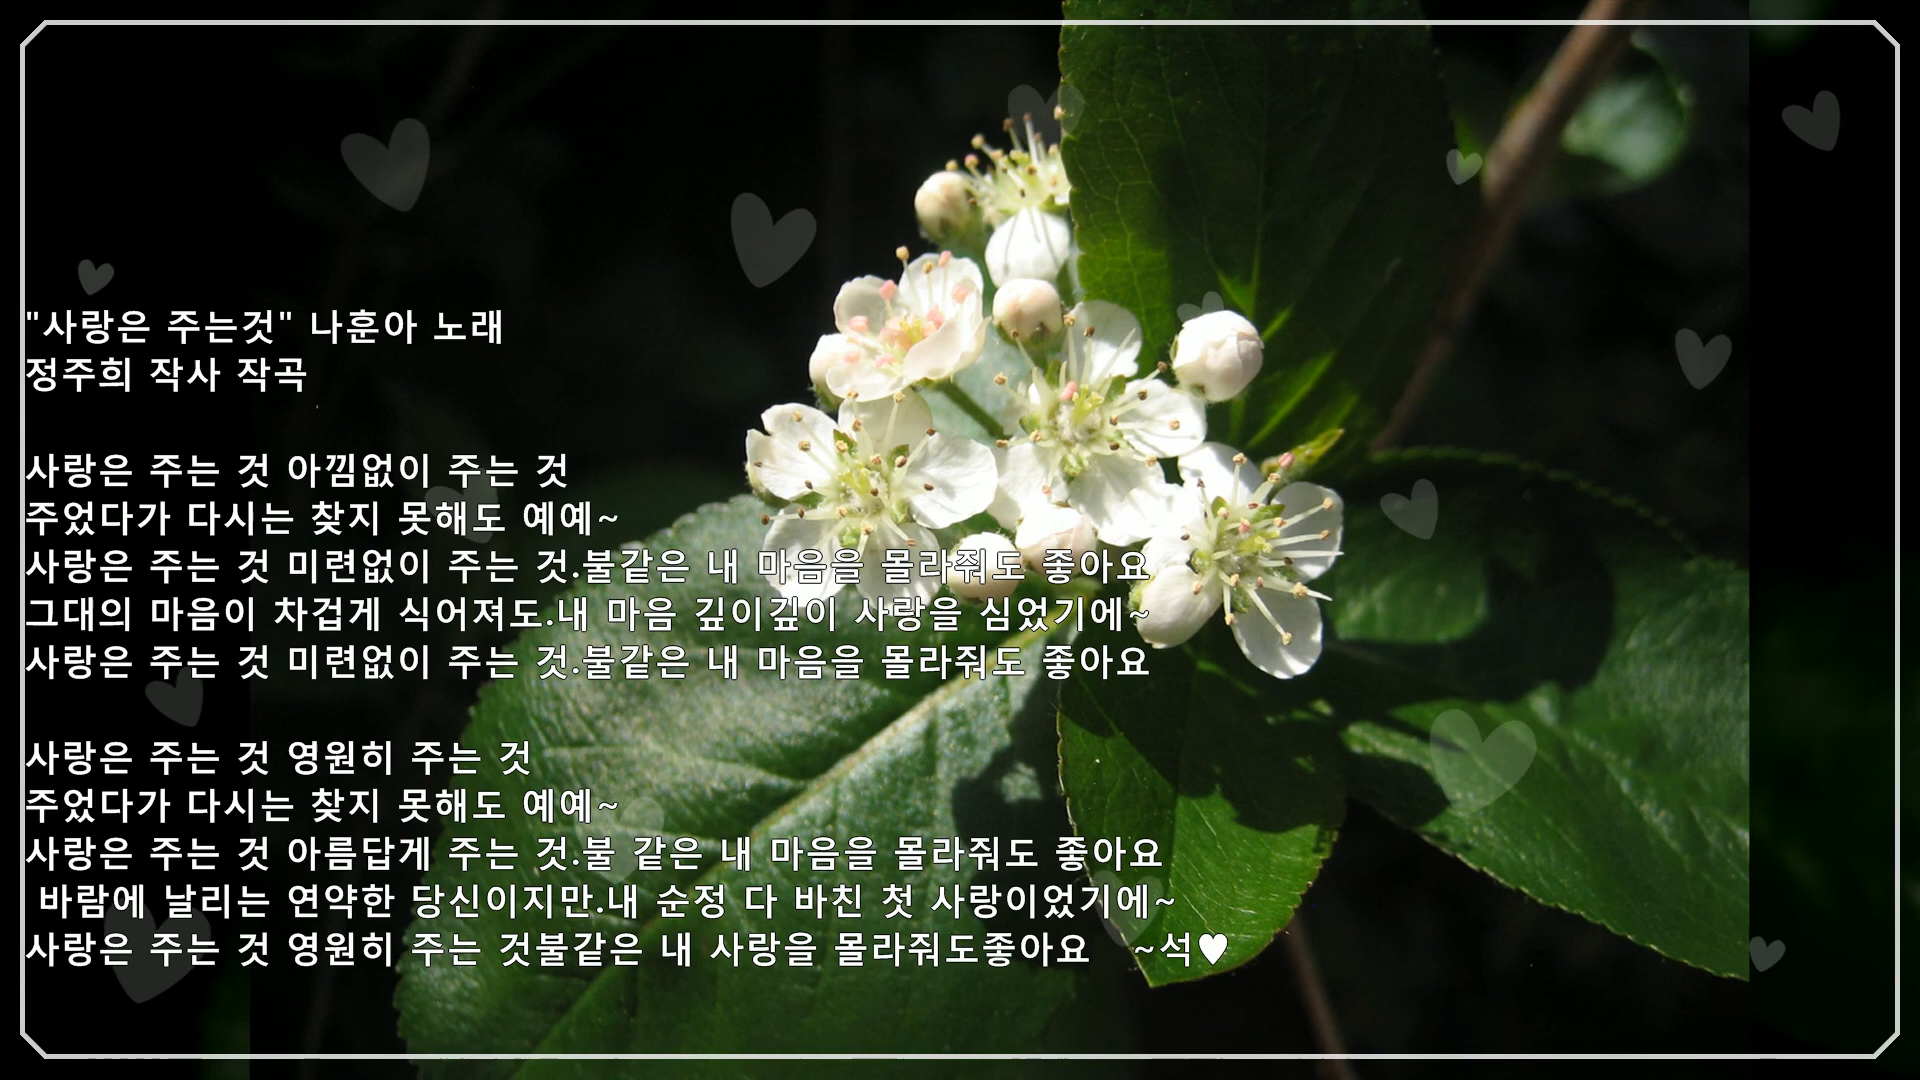 "사랑은 주는것" 나훈아 노래
정주희 작사 작곡
사랑은 주는 것 아낌없이 주는 것
주었다가 다시는 찾지 못해도 예예~
사랑은 주는 것 미련없이 주는 것.불같은 내 마음을 몰라줘도 좋아요
그대의 마음이 차겁게 식어져도.내 마음 깊이깊이 사랑을 심었기에~
사랑은 주는 것 미련없이 주는 것.불같은 내 마음을 몰라줘도 좋아요
사랑은 주는 것 영원히 주는 것
주었다가 다시는 찾지 못해도 예예~
사랑은 주는 것 아름답게 주는 것.불 같은 내 마음을 몰라줘도 좋아요
바람에 날리는 연약한 당신이지만.내 순정 다 바친 첫 사랑이었기에~
사랑은 주는 것 영원히 주는 것불같은 내 사랑을 몰라줘도좋아요 ~석♥